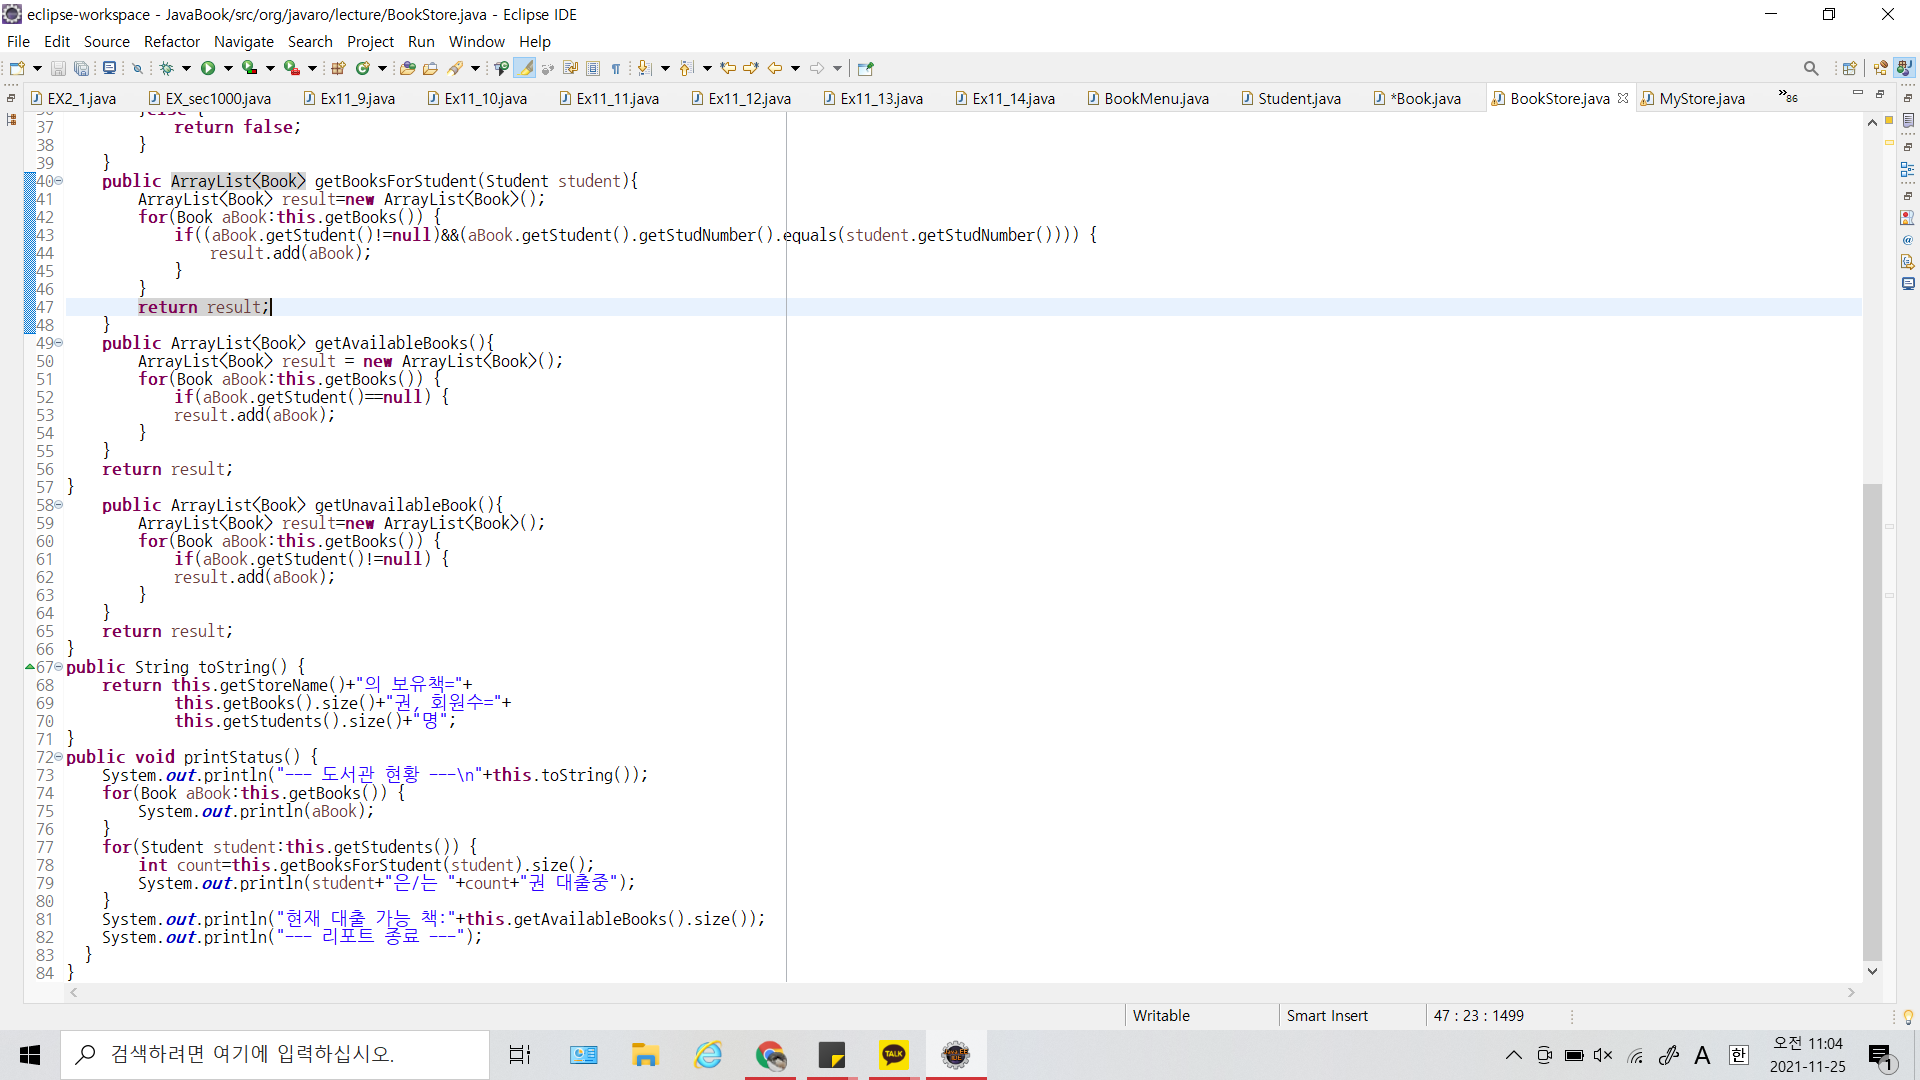 eclipse-workspace - JavaBook/src/org/javaro/lecture/BookStore.java - Eclipse IDE
File Edit Source Refactor Navigate Search Project Run Window Help
EX2_1.java EX_sec1000.java Ex11_9.java Ex11_10.java Ex11_11.java Ex11_12.java Ex11_13.java Ex11_14.java BookMenu.java Student.java *Book.java BookStore.java MyStore.java »86
36 }else {
37 return false;
38 }
39 }
40 public ArrayList<Book> getBooksForStudent(Student student){
41 ArrayList<Book> result=new ArrayList<Book>();
42 for(Book aBook:this.getBooks()) {
43 if((aBook.getStudent()!=null)&&(aBook.getStudent().getStudNumber().equals(student.getStudNumber()))) {
44 result.add(aBook);
45 }
46 }
47 return result;
48 }
49 public ArrayList<Book> getAvailableBooks(){
50 ArrayList<Book> result = new ArrayList<Book>();
51 for(Book aBook:this.getBooks()) {
52 if(aBook.getStudent()==null) {
53 result.add(aBook);
54 }
55 }
56 return result;
57 }
58 public ArrayList<Book> getUnavailableBook(){
59 ArrayList<Book> result=new ArrayList<Book>();
60 for(Book aBook:this.getBooks()) {
61 if(aBook.getStudent()!=null) {
62 result.add(aBook);
63 }
64 }
65 return result;
66 }
67 public String toString() {
68 return this.getStoreName()+"의 보유책="+
69 this.getBooks().size()+"권, 회원수="+
70 this.getStudents().size()+"명";
71 }
72 public void printStatus() {
73 System.out.println("--- 도서관 현황 ---\n"+this.toString());
74 for(Book aBook:this.getBooks()) {
75 System.out.println(aBook);
76 }
77 for(Student student:this.getStudents()) {
78 int count=this.getBooksForStudent(student).size();
79 System.out.println(student+"은/는 "+count+"권 대출중");
80 }
81 System.out.println("현재 대출 가능 책:"+this.getAvailableBooks().size());
82 System.out.println("--- 리포트 종료 ---");
83 }
84 }
Writable Smart Insert 47 : 23 : 1499
검색하려면 여기에 입력하십시오.
TALK
A 한 오전 11:04
2021-11-25
1